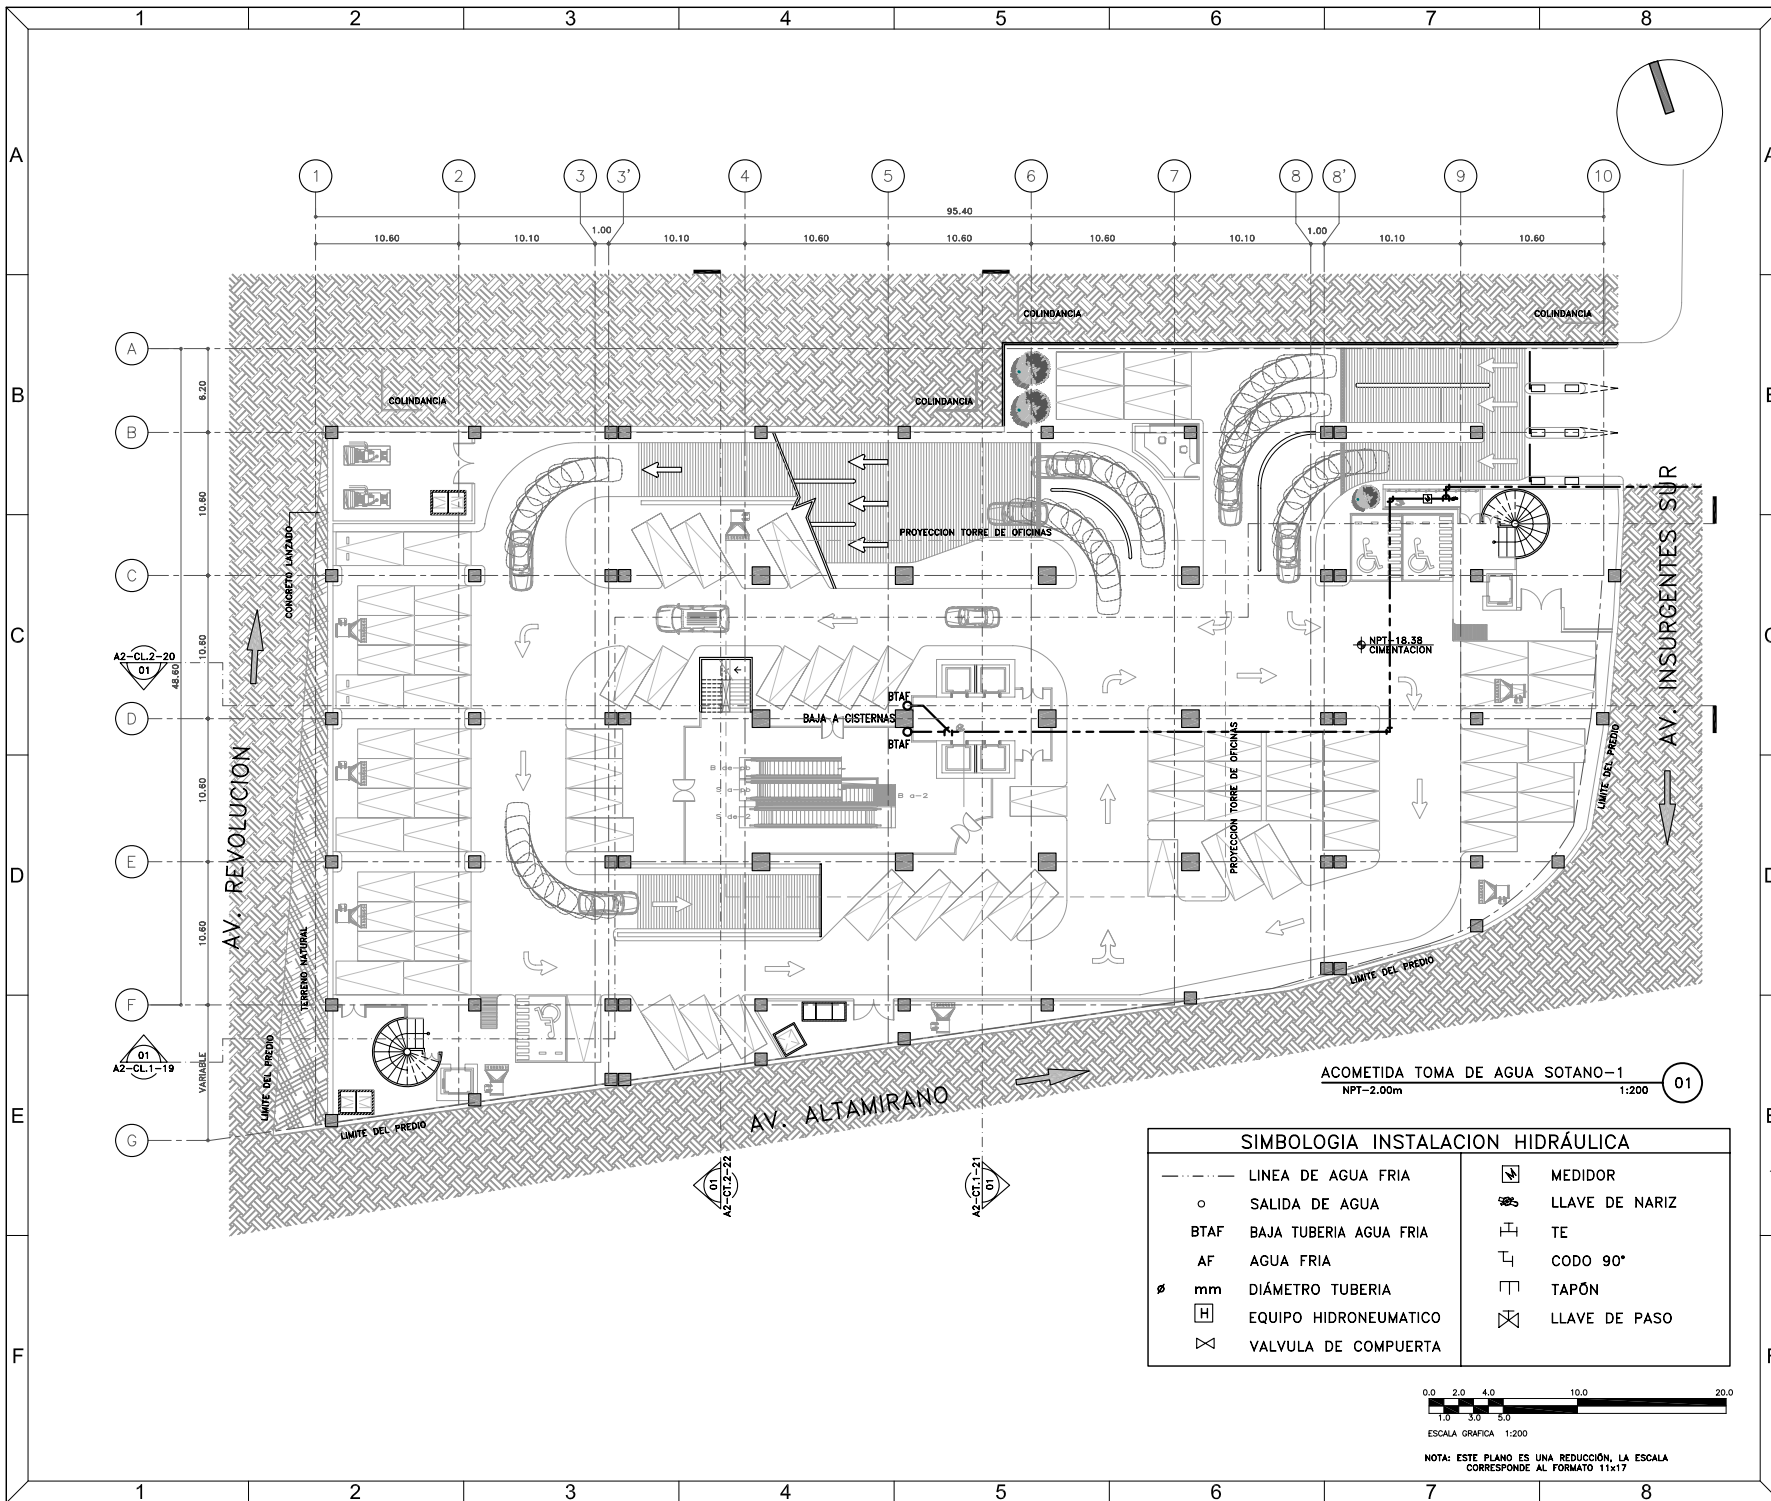 1 2 3 4 5 6 7 8
A
B
C
D
E
F
A
1 2 3 3' 4 5 6 7 8 8' 9 10
95.40
10.60 10.10 1.00 10.10 10.60 10.60 10.60 10.10 1.00 10.10 10.60
COLINDANCIA
COLINDANCIA
COLINDANCIA
COLINDANCIA
A
B
C
D
E
F
G
6.20
10.60
10.60
10.60
10.60
48.60
VARIABLE
CONCRETO LANZADO
PROYECCION TORRE DE OFICINAS
AV. INSURGENTES SUR
A2-CL.2-20
01
NPT-18.38
CIMENTACION
BTAF
BAJA A CISTERNAS
BTAF
PROYECCION TORRE DE OFICINAS
LIMITE DEL PREDIO
AV. REVOLUCION
TERRENO NATURAL
LIMITE DEL PREDIO
01
A2-CL.1-19
LIMITE DEL PREDIO
LIMITE DEL PREDIO
AV. ALTAMIRANO
01
A2-CT.2-22
A2-CT.1-21
01
ACOMETIDA TOMA DE AGUA SOTANO-1
NPT-2.00m 1:200
01
SIMBOLOGIA INSTALACION HIDRÁULICA
LINEA DE AGUA FRIA
SALIDA DE AGUA
BTAF BAJA TUBERIA AGUA FRIA
AF AGUA FRIA
ø mm DIÁMETRO TUBERIA
H EQUIPO HIDRONEUMATICO
VALVULA DE COMPUERTA
MEDIDOR
LLAVE DE NARIZ
TE
CODO 90°
TAPÓN
LLAVE DE PASO
0.0 2.0 4.0 10.0 20.0
1.0 3.0 5.0
ESCALA GRAFICA 1:200
NOTA: ESTE PLANO ES UNA REDUCCIÓN, LA ESCALA
CORRESPONDE AL FORMATO 11x17
1 2 3 4 5 6 7 8